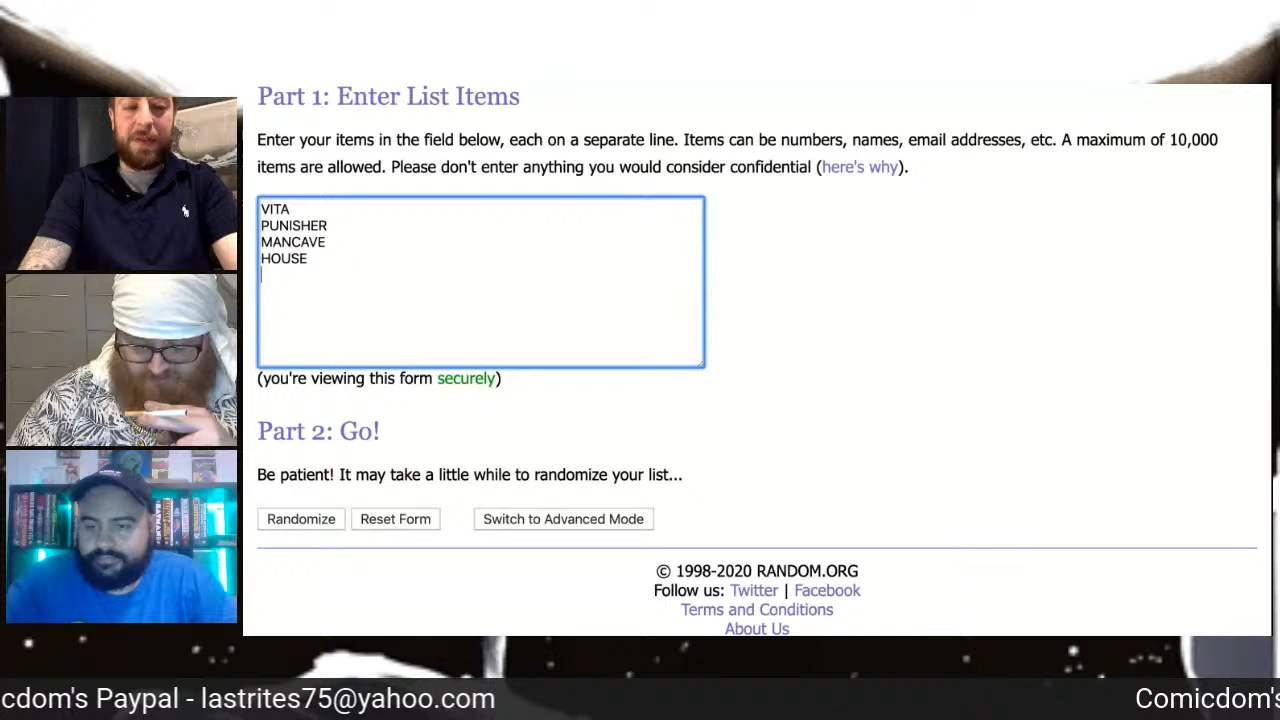 Part 1: Enter List Items
Enter your items in the field below, each on a separate line. Items can be numbers, names, email addresses, etc. A maximum of 10,000
items are allowed. Please don't enter anything you would consider confidential (here's why).
VITA
PUNISHER
MANCAVE
HOUSE
(you're viewing this form securely)
Part 2: Go!
Be patient! It may take a little while to randomize your list...
Randomize Reset Form Switch to Advanced Mode
© 1998-2020 RANDOM.ORG
Follow us: Twitter | Facebook
Terms and Conditions
About Us
cdom's Paypal - lastrites75@yahoo.com Comicdom's